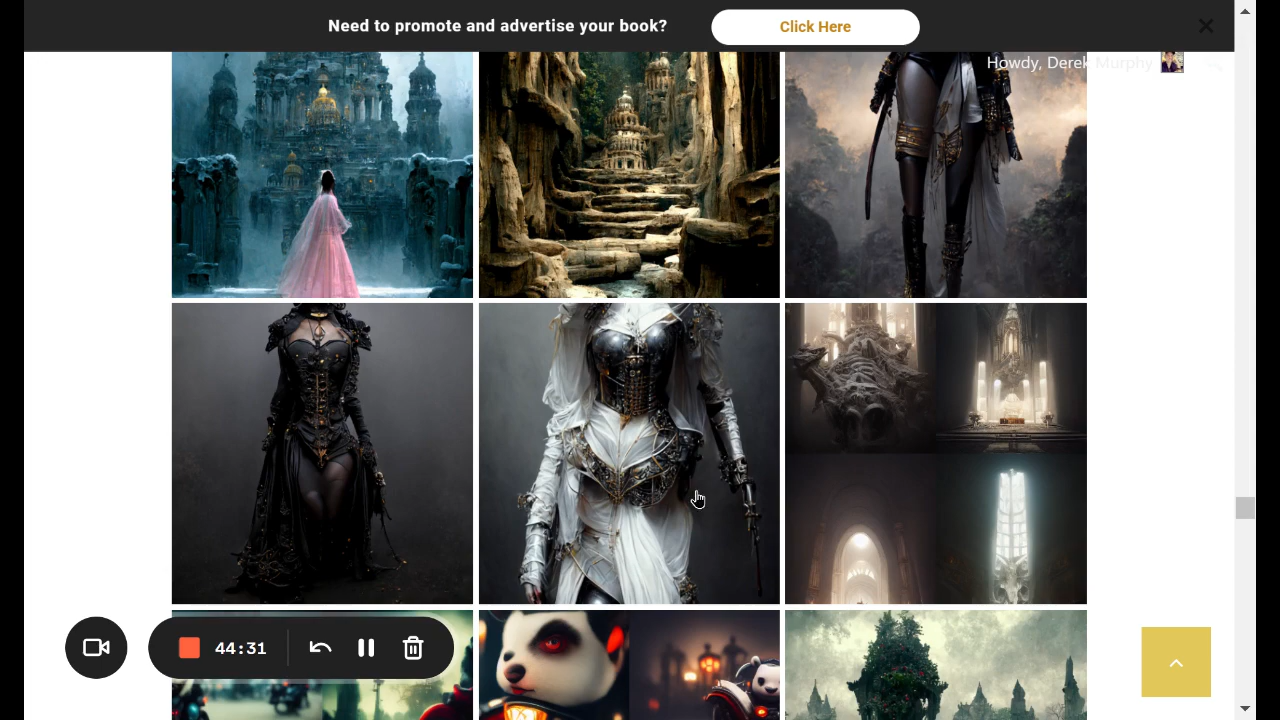 Need to promote and advertise your book?
Click Here
Howdy, Derek Murphy
44:31